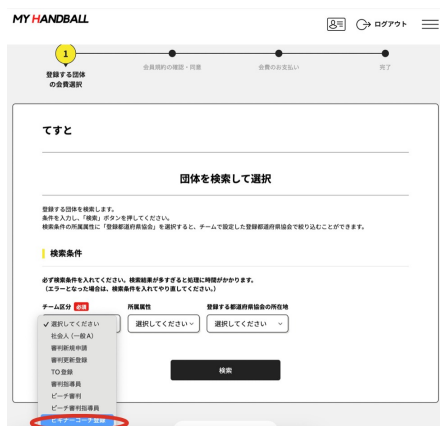 MY HANDBALL
ログアウト
1
登録する団体
の会費選択
会員規約の確認・同意
会費のお支払い
完了
てすと
団体を検索して選択
登録する団体を検索します。
条件を入力し、「検索」ボタンを押してください。
検索条件の所属属性に「登録都道府県協会」を選択すると、チームで設定した登録都道府県協会で絞り込むことができます。
検索条件
必ず検索条件を入れてください。検索結果が多すぎると処理に時間がかかります。
(エラーとなった場合は、検索条件を入れてやり直してください。)
チーム区分 必須
所属属性
登録する都道府県協会の所在地
✓ 選択してください
選択してください
選択してください
社会人(一般A)
審判新規申請
審判更新登録
TO登録
審判指導員
ビーチ審判
ビーチ審判指導員
ビギナーコーチ登録
検索